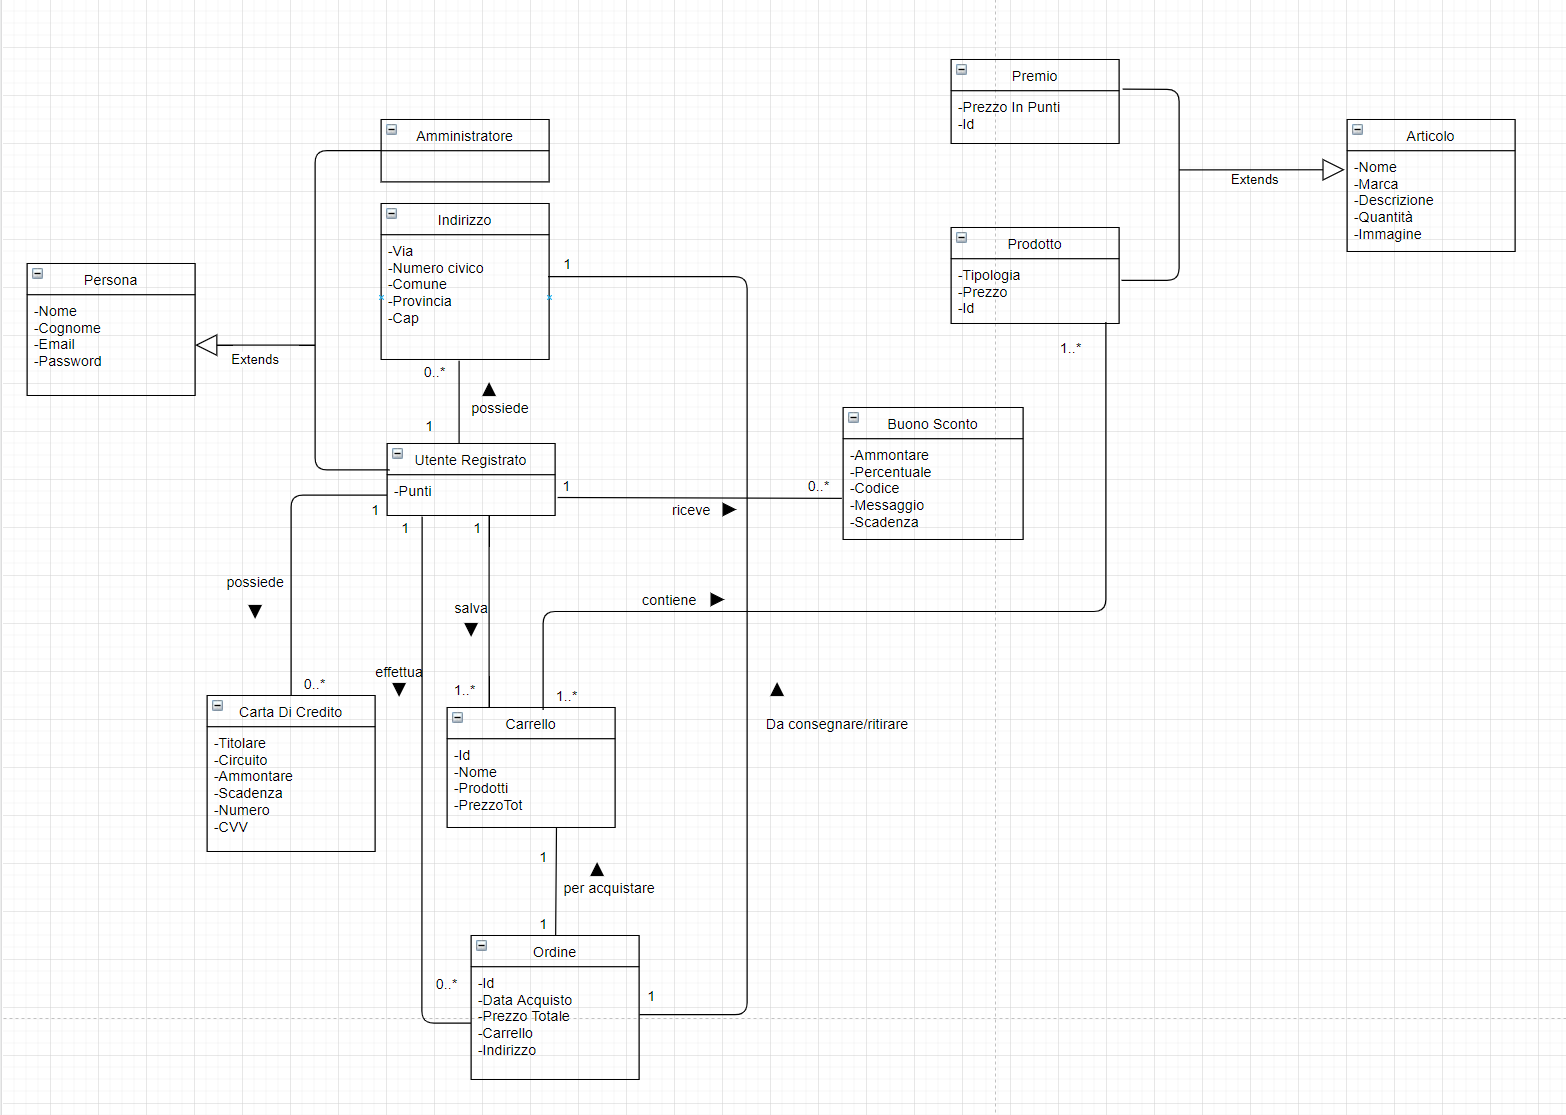 Premio
-Prezzo In Punti
-Id
Amministratore
Articolo
-Nome
-Marca
-Descrizione
-Quantità
-Immagine
Extends
Indirizzo
-Via
-Numero civico
-Comune
-Provincia
-Cap
1
Prodotto
-Tipologia
-Prezzo
-Id
Persona
-Nome
-Cognome
-Email
-Password
Extends
0..*
possiede
1
1..*
Utente Registrato
-Punti
Buono Sconto
-Ammontare
-Percentuale
-Codice
-Messaggio
-Scadenza
1
riceve
0..*
1
1
1
possiede
salva
contiene
effettua
0..*
1..*
1..*
Carta Di Credito
-Titolare
-Circuito
-Ammontare
-Scadenza
-Numero
-CVV
Carrello
-Id
-Nome
-Prodotti
-PrezzoTot
Da consegnare/ritirare
1
per acquistare
1
Ordine
-Id
-Data Acquisto
-Prezzo Totale
-Carrello
-Indirizzo
0..*
1